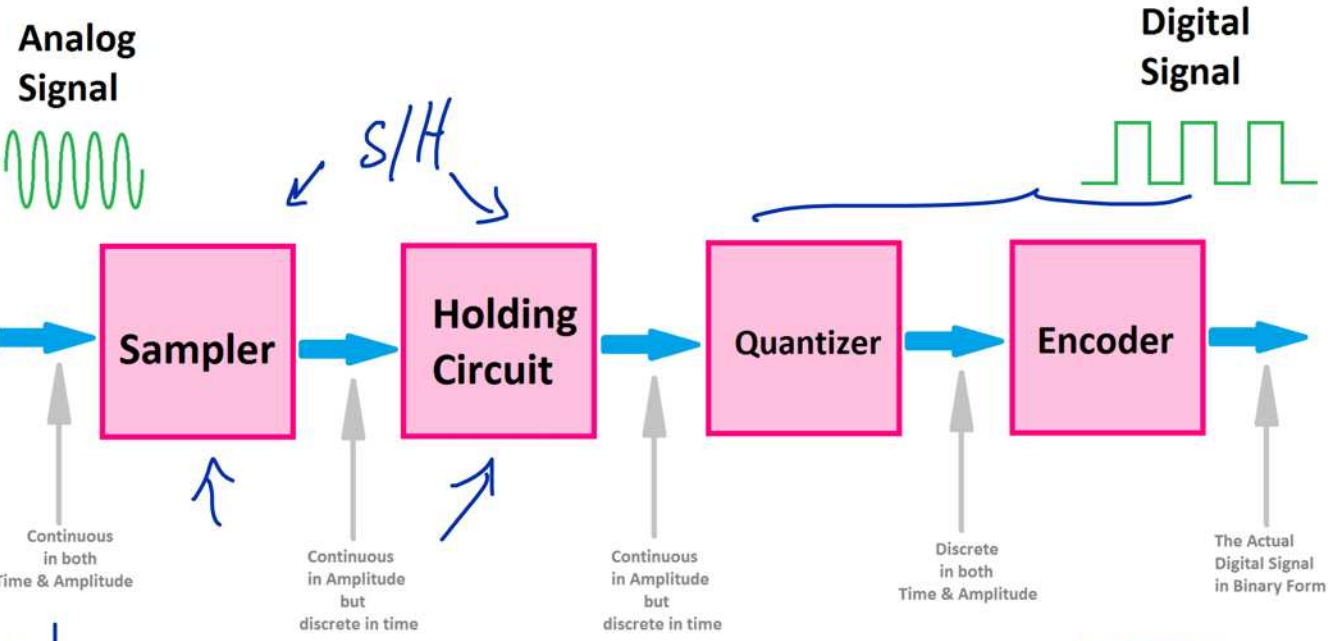 Analog
Signal
Digital
Signal
S/H
Sampler
Holding
Circuit
Quantizer
Encoder
Continuous
in both
Time & Amplitude
Continuous
in Amplitude
but
discrete in time
Continuous
in Amplitude
but
discrete in time
Discrete
in both
Time & Amplitude
The Actual
Digital Signal
in Binary Form